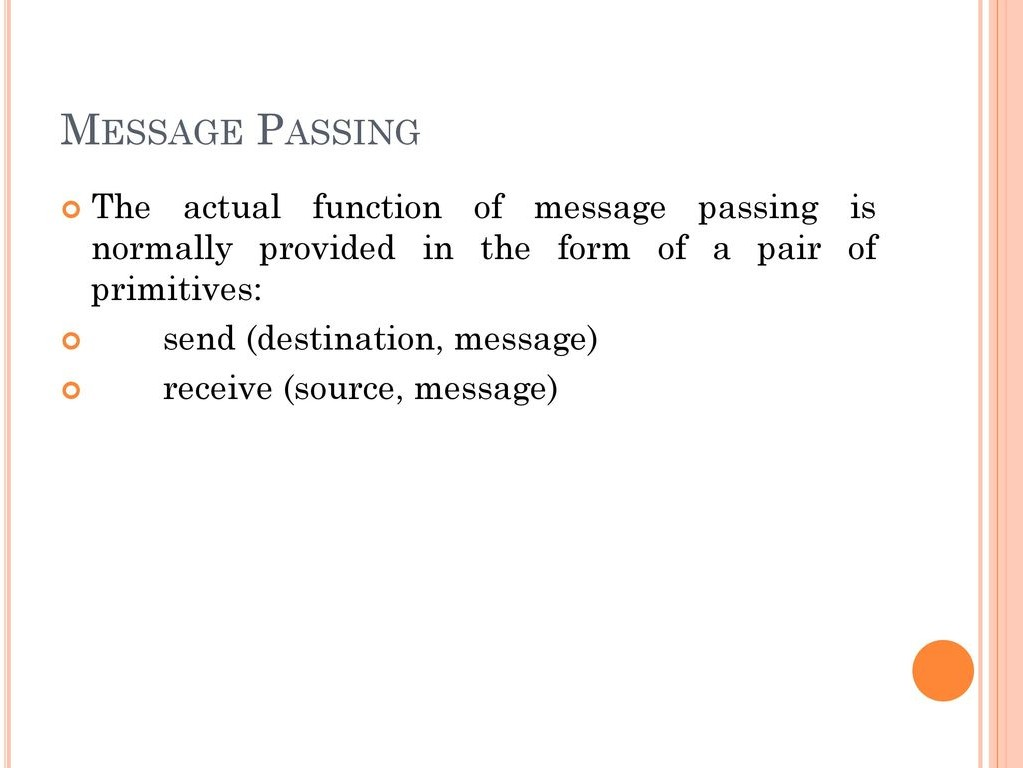 MESSAGE PASSING
The actual function of message passing is
normally provided in the form of a pair of
primitives:
send (destination, message)
receive (source, message)